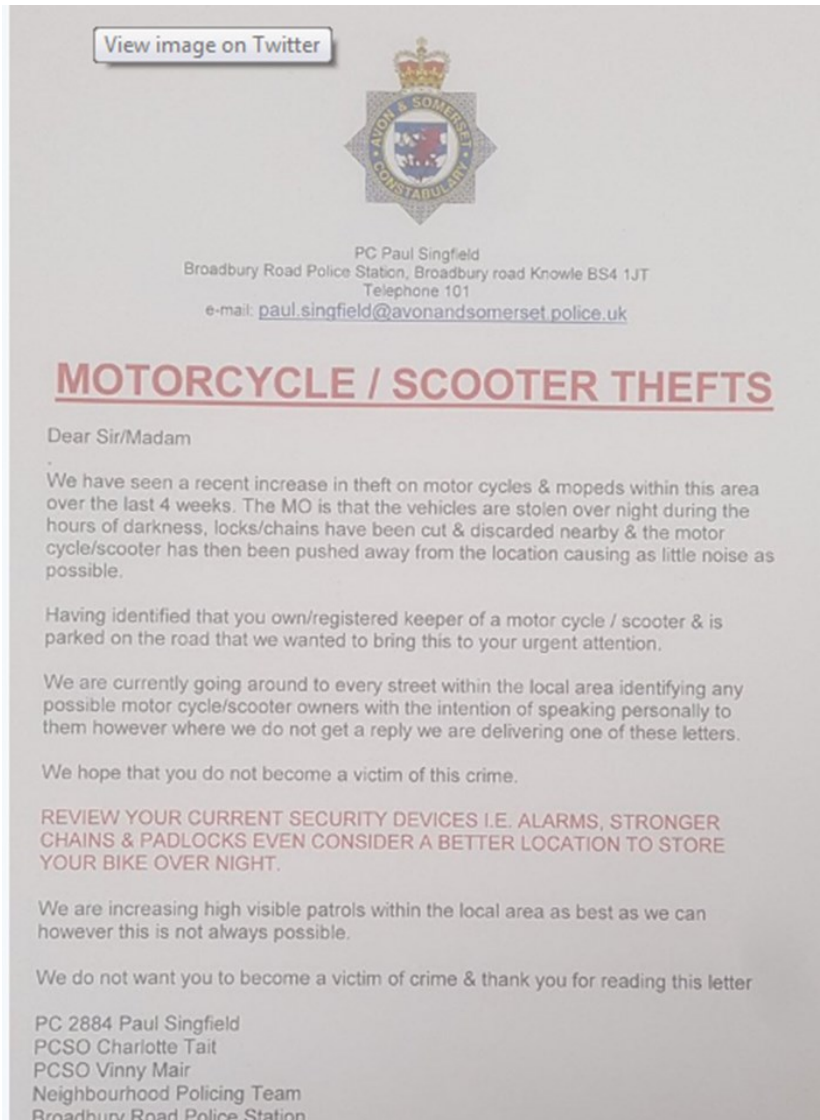 View image on Twitter
AVON & SOMERSET
CONSTABULARY
PC Paul Singfield
Broadbury Road Police Station, Broadbury road Knowle BS4 1JT
Telephone 101
e-mail: paul.singfield@avonandsomerset.police.uk
MOTORCYCLE / SCOOTER THEFTS
Dear Sir/Madam
.
We have seen a recent increase in theft on motor cycles & mopeds within this area
over the last 4 weeks. The MO is that the vehicles are stolen over night during the
hours of darkness, locks/chains have been cut & discarded nearby & the motor
cycle/scooter has then been pushed away from the location causing as little noise as
possible.
Having identified that you own/registered keeper of a motor cycle / scooter & is
parked on the road that we wanted to bring this to your urgent attention.
We are currently going around to every street within the local area identifying any
possible motor cycle/scooter owners with the intention of speaking personally to
them however where we do not get a reply we are delivering one of these letters.
We hope that you do not become a victim of this crime.
REVIEW YOUR CURRENT SECURITY DEVICES I.E. ALARMS, STRONGER
CHAINS & PADLOCKS EVEN CONSIDER A BETTER LOCATION TO STORE
YOUR BIKE OVER NIGHT.
We are increasing high visible patrols within the local area as best as we can
however this is not always possible.
We do not want you to become a victim of crime & thank you for reading this letter
PC 2884 Paul Singfield
PCSO Charlotte Tait
PCSO Vinny Mair
Neighbourhood Policing Team
Broadbury Road Police Station